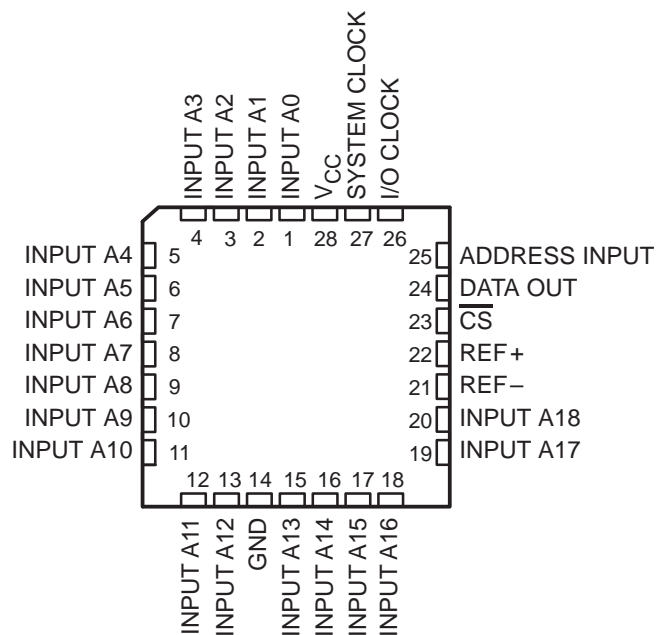 INPUT A3
INPUT A2
INPUT A1
INPUT A0
VCC
SYSTEM CLOCK
I/O CLOCK
4 3 2 1 28 27 26
INPUT A4 5 25 ADDRESS INPUT
INPUT A5 6 24 DATA OUT
INPUT A6 7 23 CS
INPUT A7 8 22 REF+
INPUT A8 9 21 REF−
INPUT A9 10 20 INPUT A18
INPUT A10 11 19 INPUT A17
12 13 14 15 16 17 18
INPUT A11
INPUT A12
GND
INPUT A13
INPUT A14
INPUT A15
INPUT A16